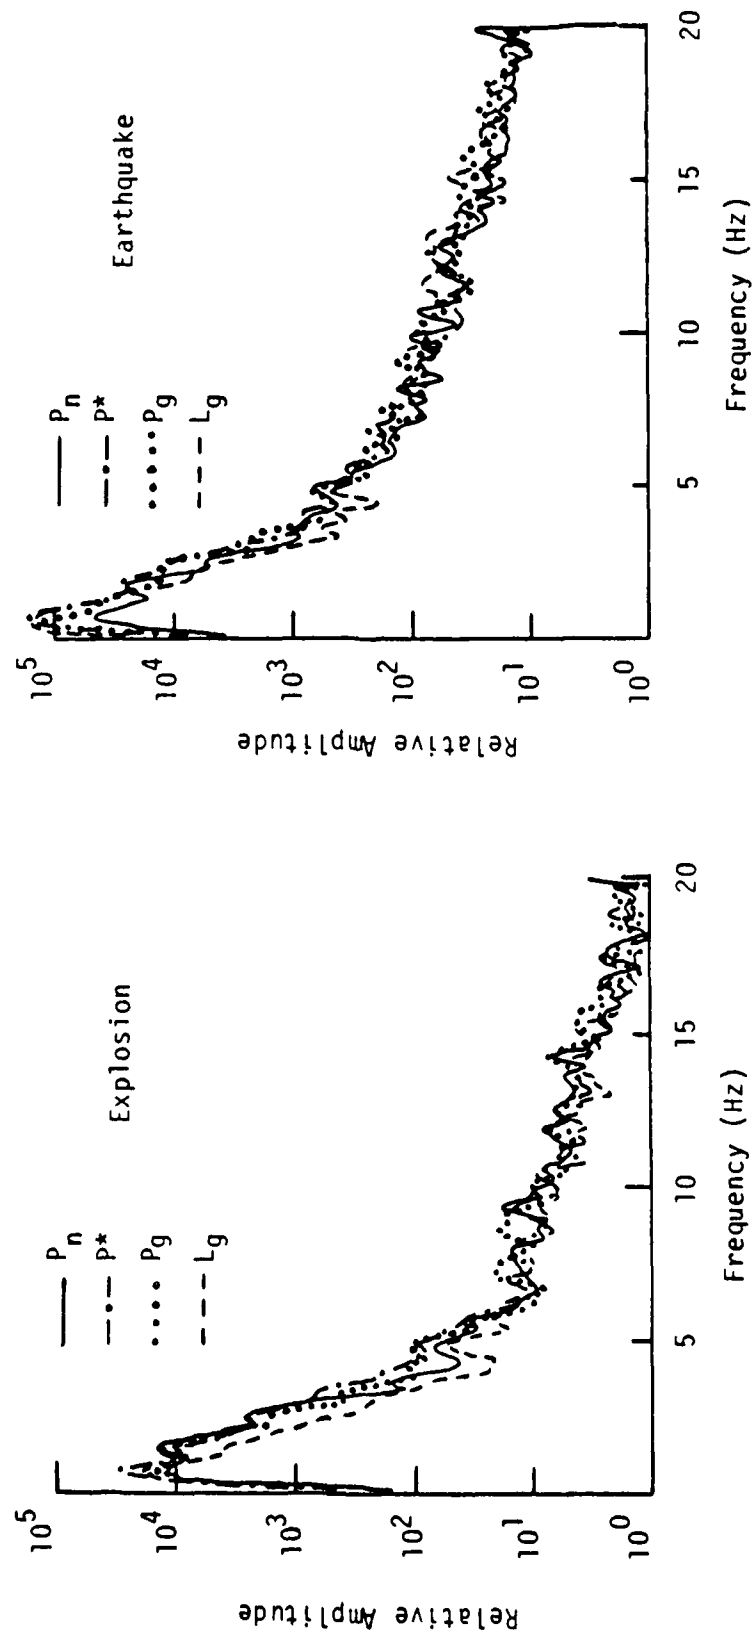 Explosion
Pn
P*
Pg
Lg
Relative Amplitude
10^5
10^4
10^3
10^2
10^1
10^0
5
10
15
20
Frequency (Hz)
Earthquake
Pn
P*
Pg
Lg
Relative Amplitude
10^5
10^4
10^3
10^2
10^1
10^0
5
10
15
20
Frequency (Hz)